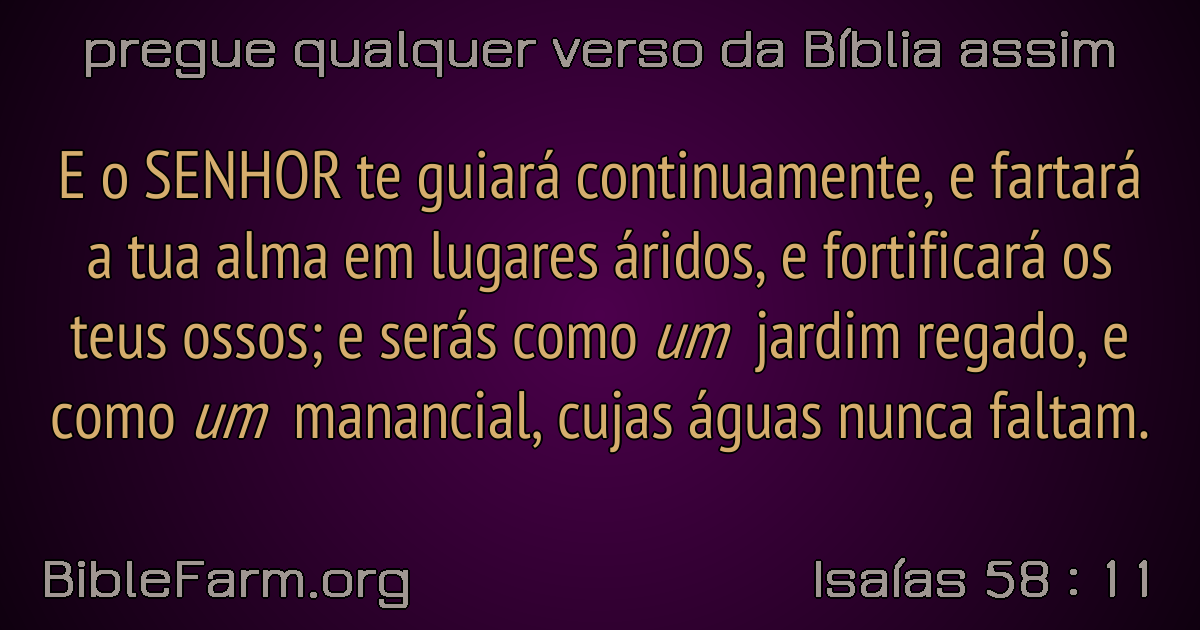 pregue qualquer verso da Bíblia assim
E o SENHOR te guiará continuamente, e fartará
a tua alma em lugares áridos, e fortificará os
teus ossos; e serás como um jardim regado, e
como um manancial, cujas águas nunca faltam.
BibleFarm.org
Isaías 58 : 11